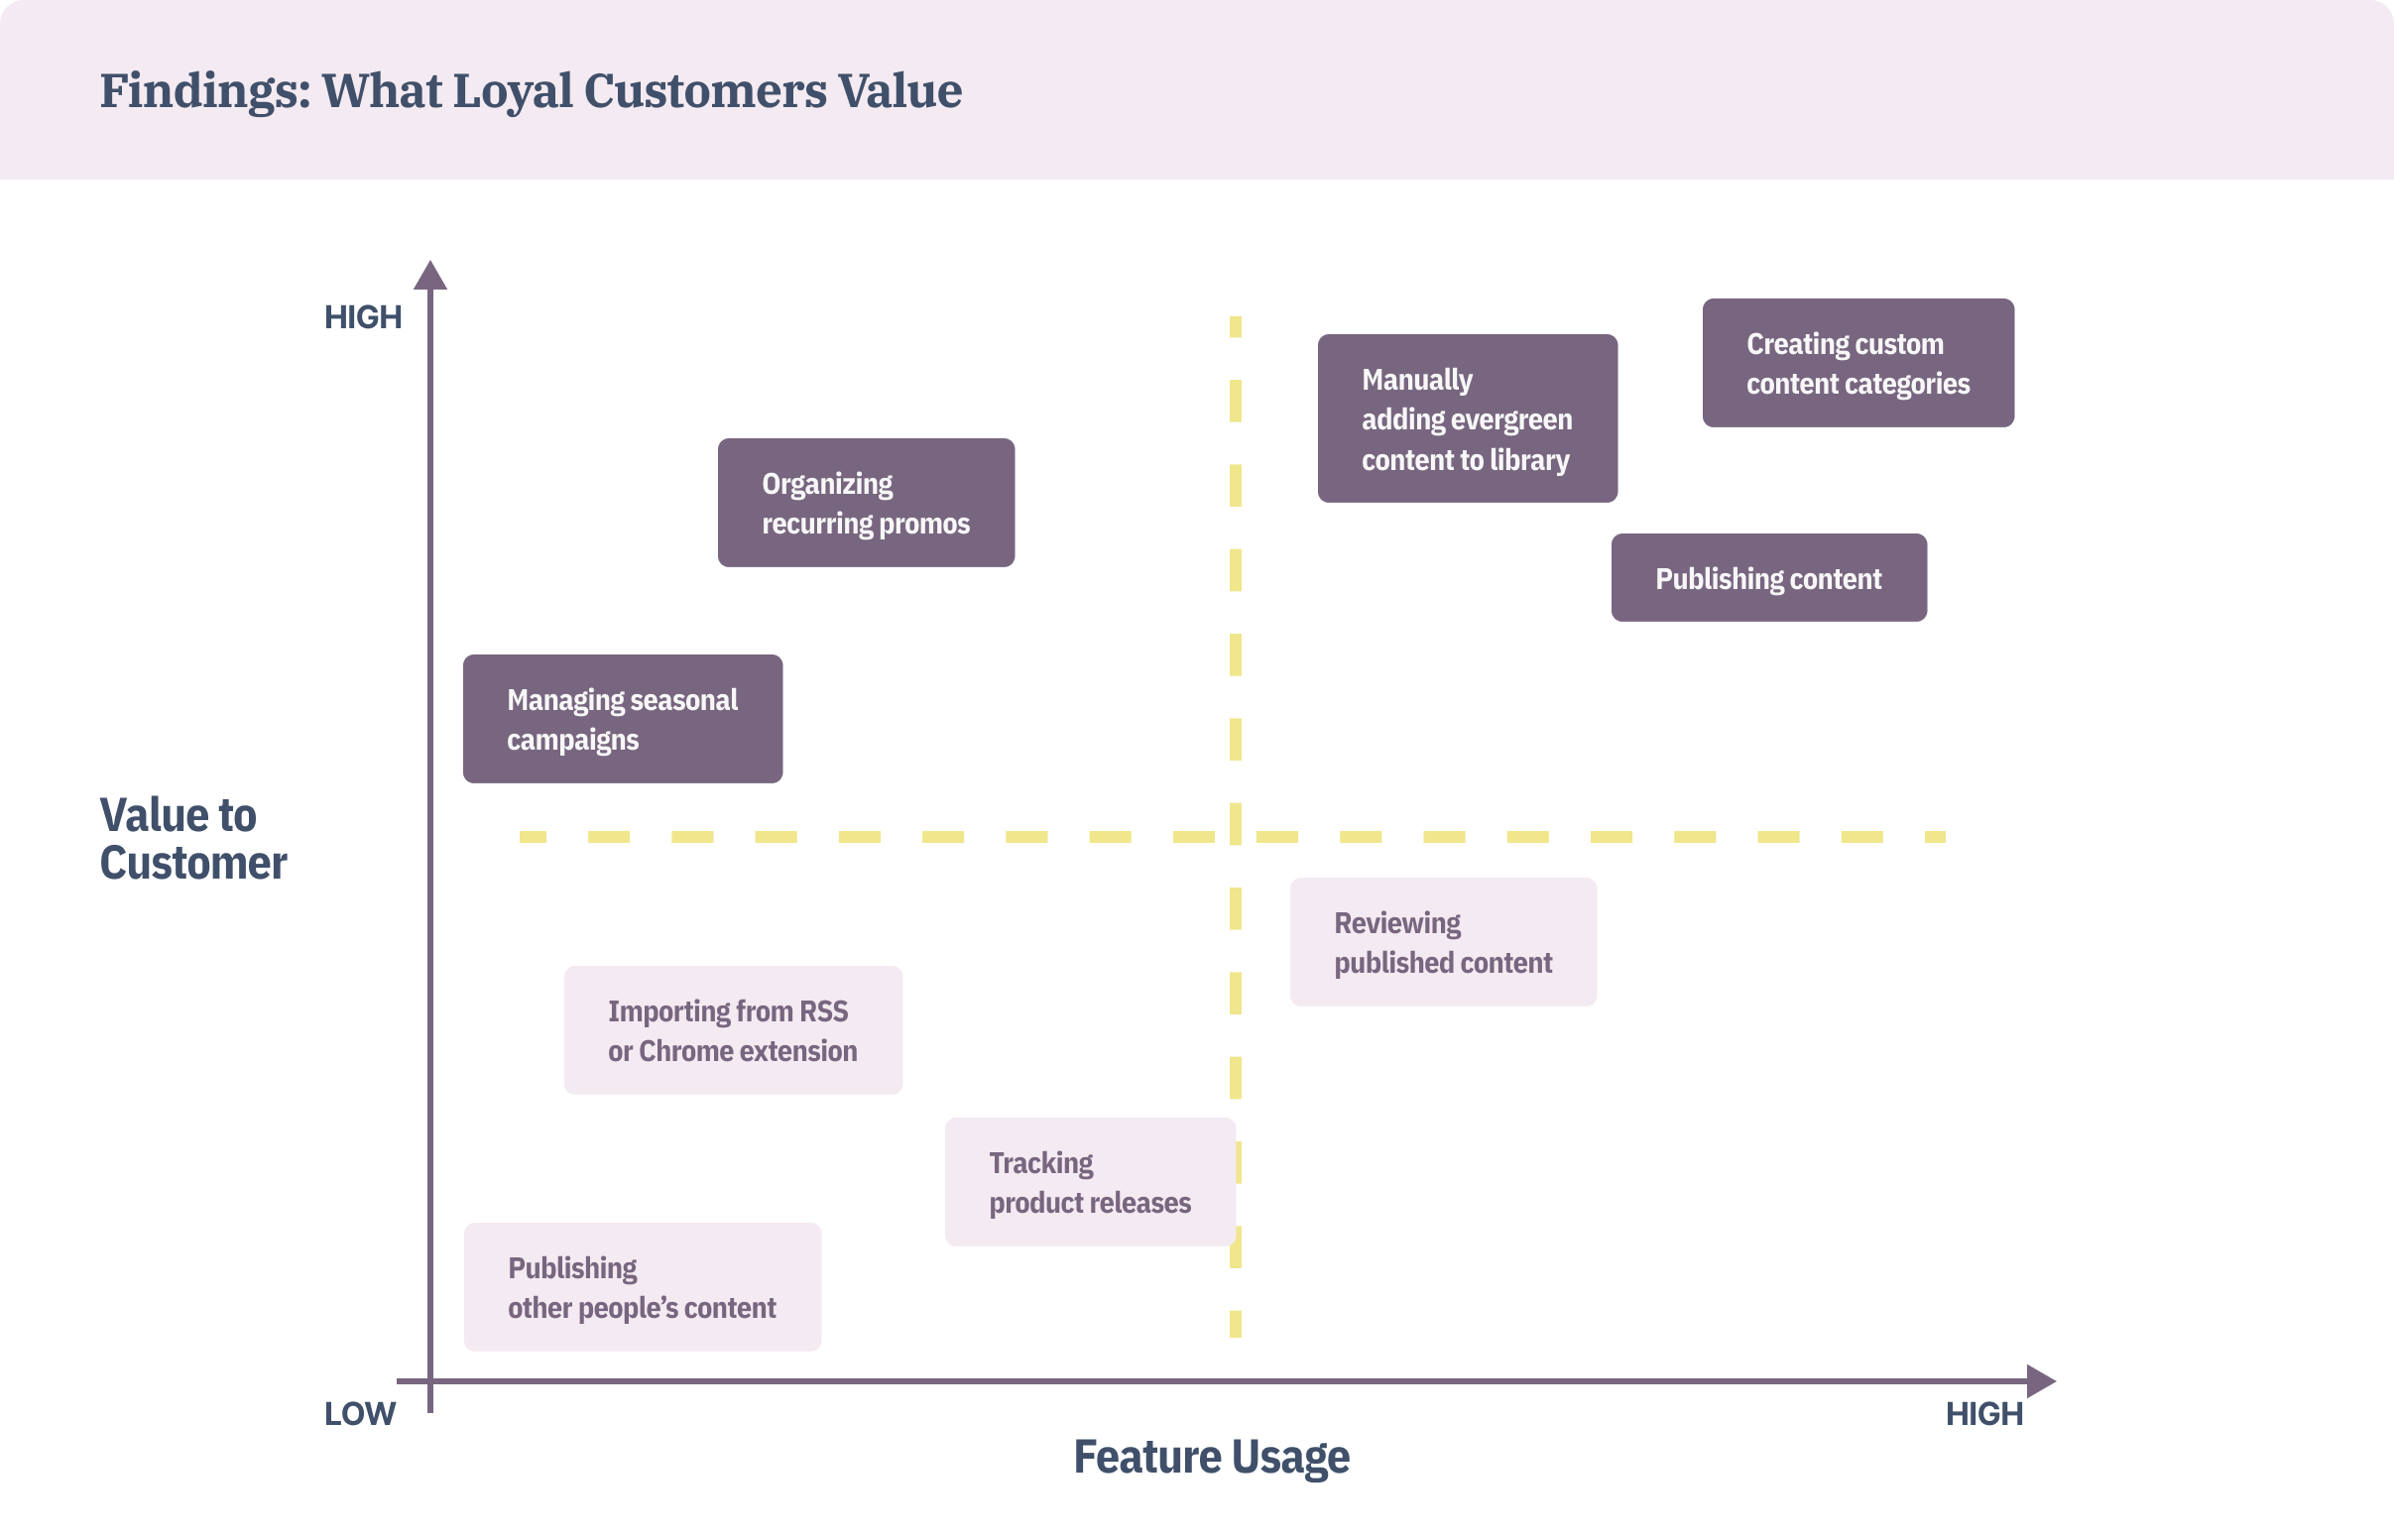 Findings: What Loyal Customers Value
HIGH
Creating custom
content categories
Manually
adding evergreen
content to library
Organizing
recurring promos
Publishing content
Managing seasonal
campaigns
Value to
Customer
Reviewing
published content
Importing from RSS
or Chrome extension
Tracking
product releases
Publishing
other people’s content
LOW
HIGH
Feature Usage